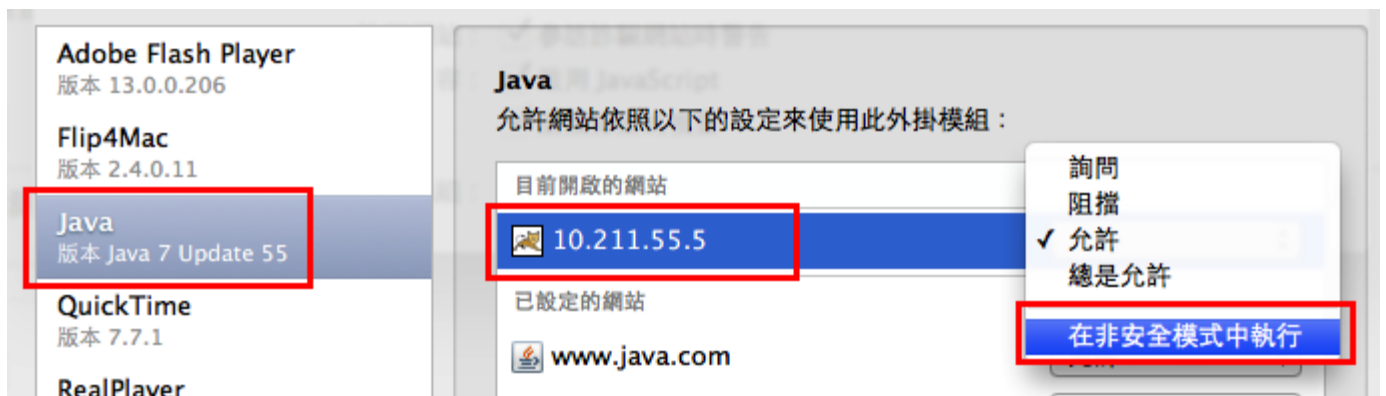 Adobe Flash Player
版本 13.0.0.206
Flip4Mac
版本 2.4.0.11
Java
版本 Java 7 Update 55
QuickTime
版本 7.7.1
RealPlayer
Java
允許網站依照以下的設定來使用此外掛模組：
目前開啟的網站
10.211.55.5
已設定的網站
www.java.com
詢問
阻擋
✓ 允許
總是允許
在非安全模式中執行